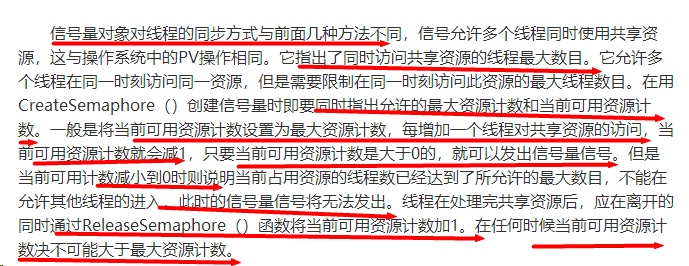 信号量对象对线程的同步方式与前面几种方法不同，信号允许多个线程同时使用共享资
源，这与操作系统中的PV操作相同。它指出了同时访问共享资源的线程最大数目。它允许多
个线程在同一时刻访问同一资源，但是需要限制在同一时刻访问此资源的最大线程数目。在用
CreateSemaphore（）创建信号量时即要同时指出允许的最大资源计数和当前可用资源计
数。一般是将当前可用资源计数设置为最大资源计数，每增加一个线程对共享资源的访问，当
前可用资源计数就会减1，只要当前可用资源计数是大于0的，就可以发出信号量信号。但是
当前可用计数减小到0时则说明当前占用资源的线程数已经达到了所允许的最大数目，不能在
允许其他线程的进入，此时的信号量信号将无法发出。线程在处理完共享资源后，应在离开的
同时通过ReleaseSemaphore（）函数将当前可用资源计数加1。在任何时候当前可用资源计
数决不可能大于最大资源计数。